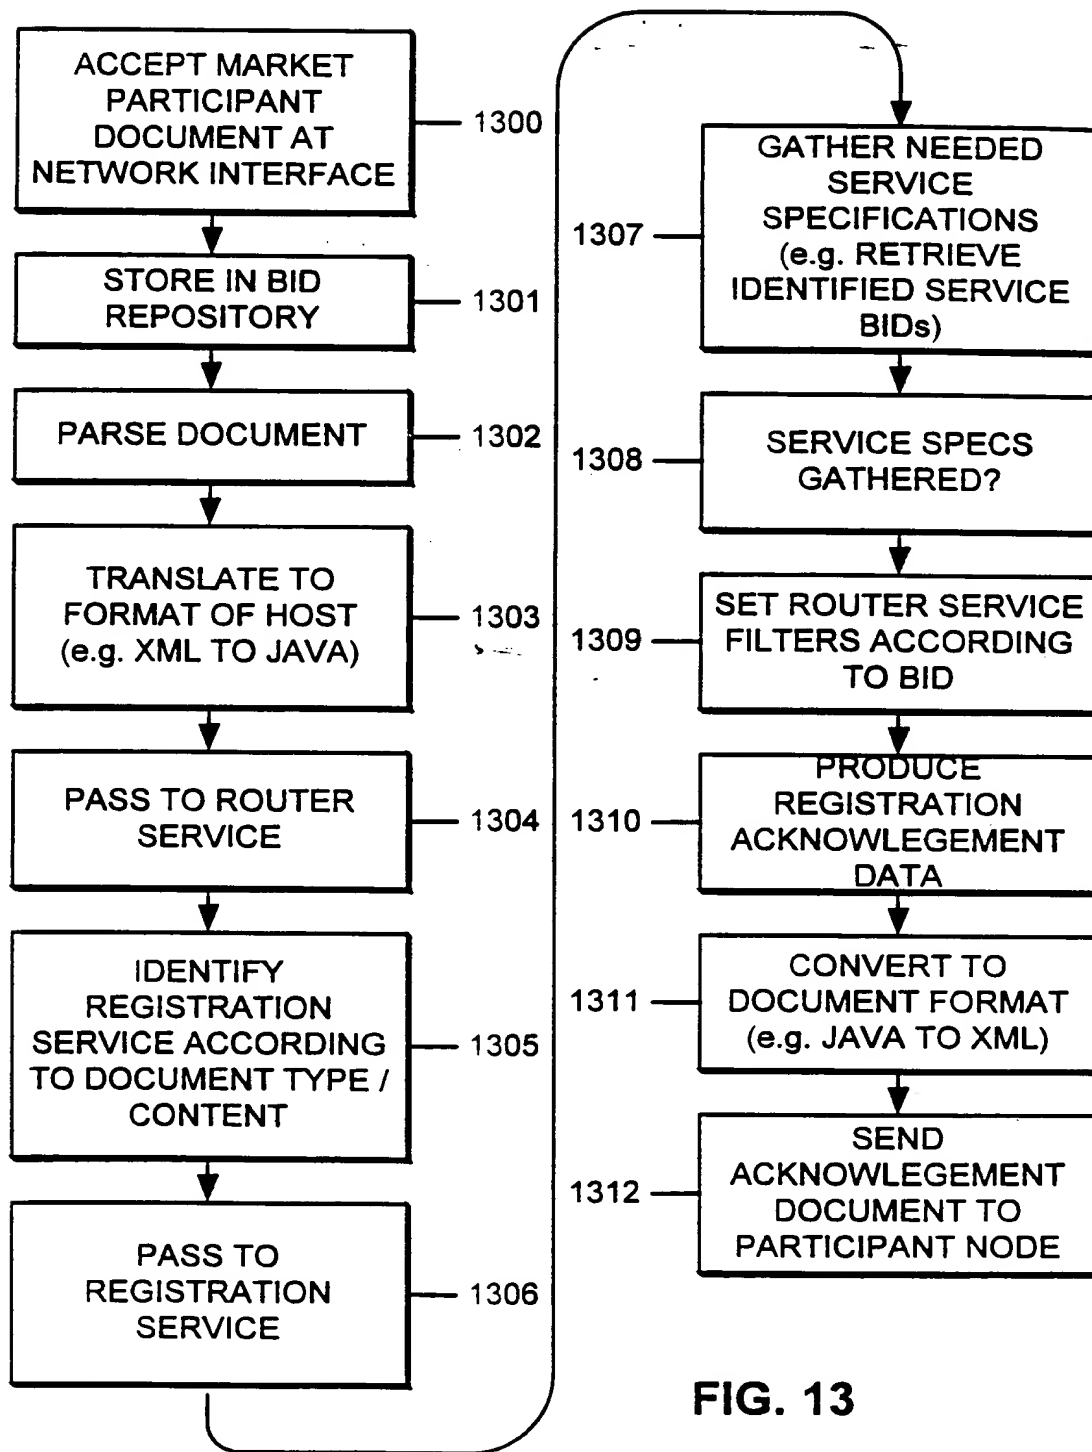 ACCEPT MARKET
PARTICIPANT
DOCUMENT AT
NETWORK INTERFACE
1300
STORE IN BID
REPOSITORY
1301
PARSE DOCUMENT
1302
TRANSLATE TO
FORMAT OF HOST
(e.g. XML TO JAVA)
1303
PASS TO ROUTER
SERVICE
1304
IDENTIFY
REGISTRATION
SERVICE ACCORDING
TO DOCUMENT TYPE /
CONTENT
1305
PASS TO
REGISTRATION
SERVICE
1306
GATHER NEEDED
SERVICE
SPECIFICATIONS
(e.g. RETRIEVE
IDENTIFIED SERVICE
BIDs)
1307
SERVICE SPECS
GATHERED?
1308
SET ROUTER SERVICE
FILTERS ACCORDING
TO BID
1309
PRODUCE
REGISTRATION
ACKNOWLEGEMENT
DATA
1310
CONVERT TO
DOCUMENT FORMAT
(e.g. JAVA TO XML)
1311
SEND
ACKNOWLEGEMENT
DOCUMENT TO
PARTICIPANT NODE
1312
FIG. 13